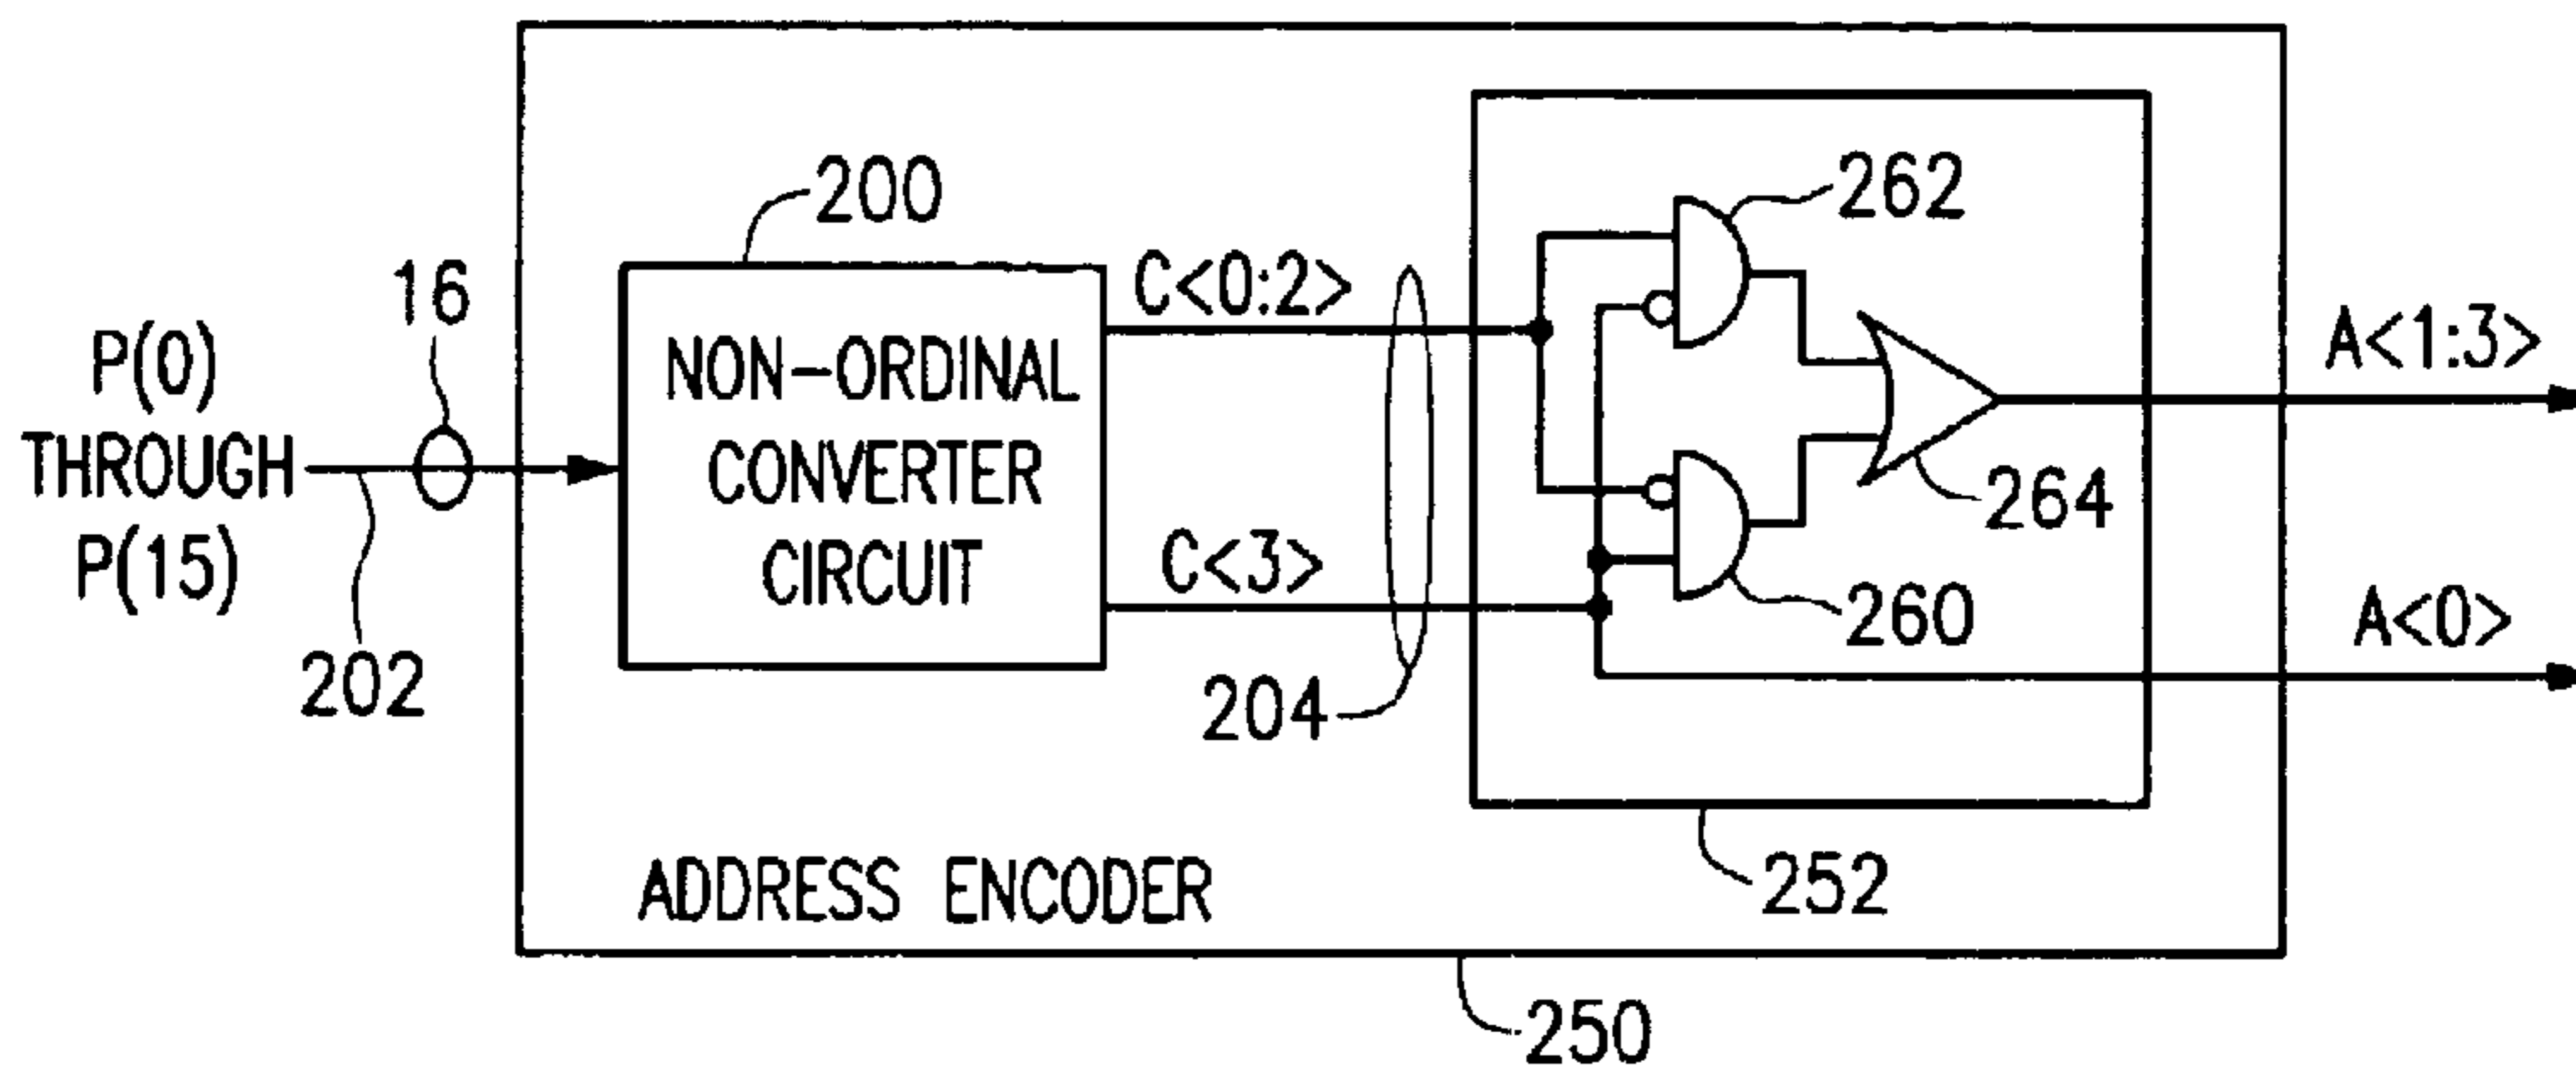 200
262
16
C<0:2>
P(0)
THROUGH
P(15)
NON-ORDINAL
CONVERTER
CIRCUIT
A<1:3>
264
C<3>
260
A<0>
202
204
252
ADDRESS ENCODER
250